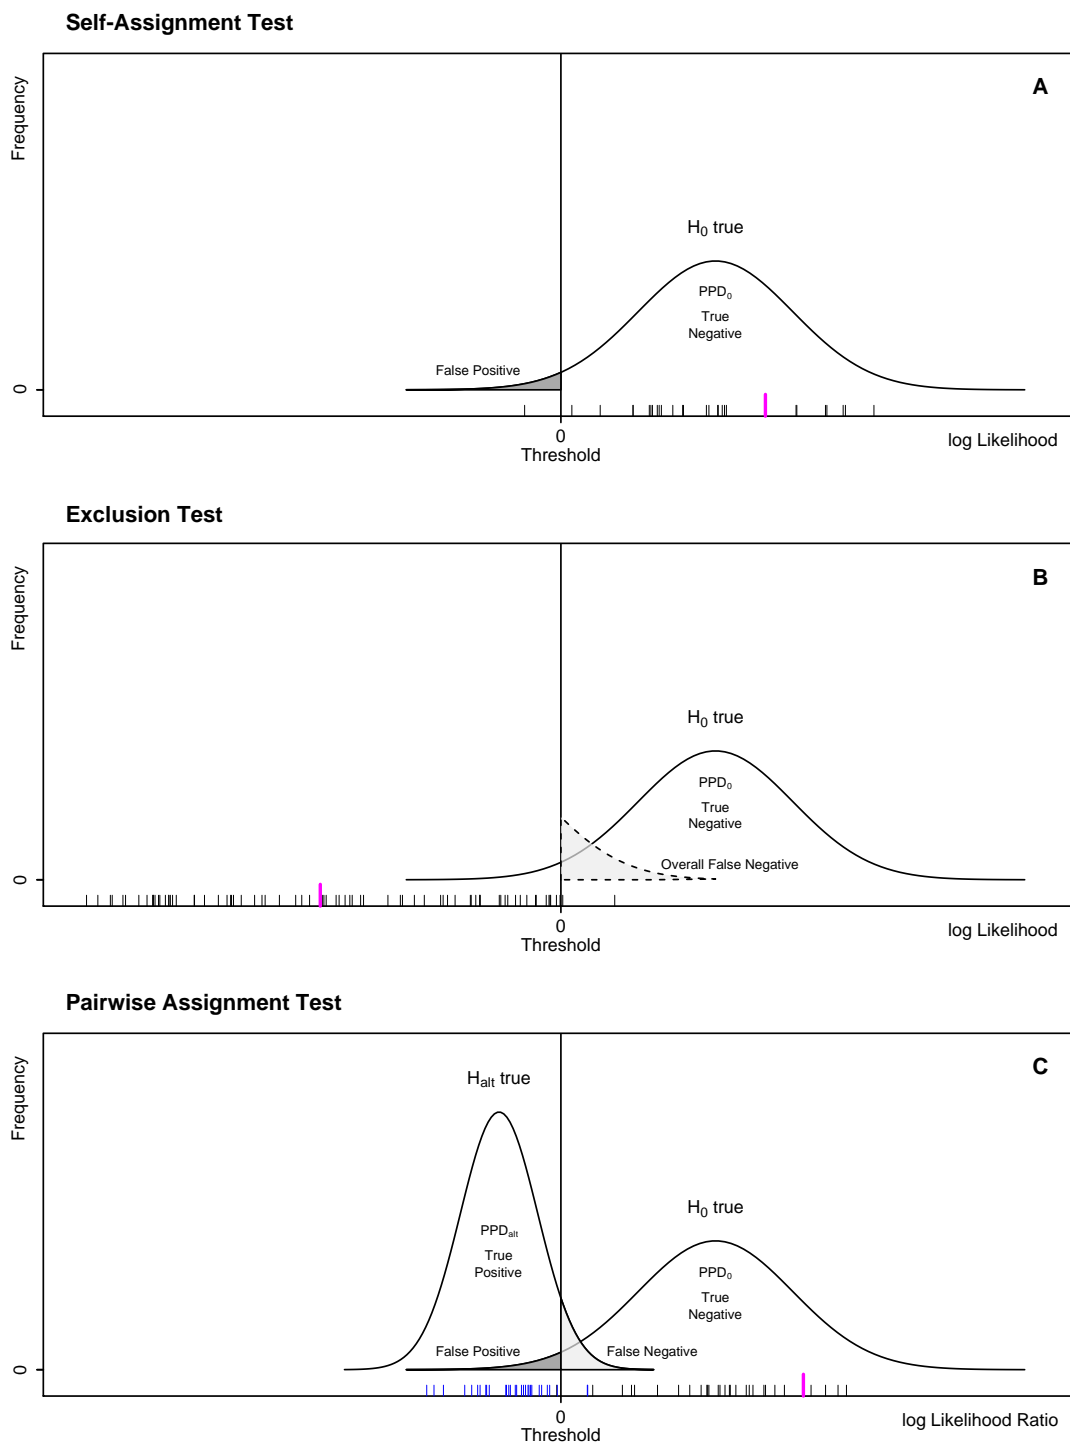 Self-Assignment Test
A
Frequency
H0 true
PPD0
True
Negative
False Positive
0
0
Threshold
log Likelihood
Exclusion Test
B
Frequency
H0 true
PPD0
True
Negative
Overall False Negative
0
0
Threshold
log Likelihood
Pairwise Assignment Test
C
Frequency
Halt true
H0 true
PPDalt
True
Positive
PPD0
True
Negative
False Positive
False Negative
0
0
Threshold
log Likelihood Ratio